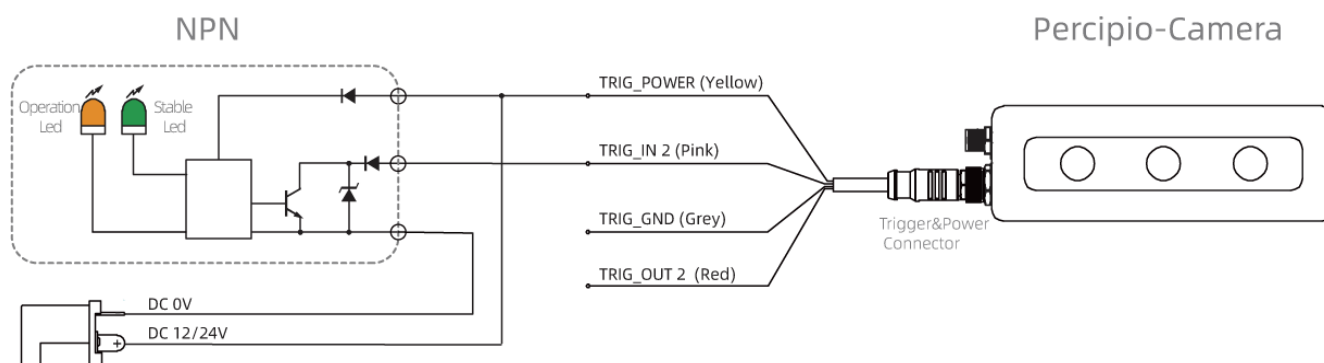 NPN
Percipio-Camera
Operation
Led
Stable
Led
TRIG_POWER (Yellow)
TRIG_IN 2 (Pink)
TRIG_GND (Grey)
TRIG_OUT 2 (Red)
Trigger&Power
Connector
DC 0V
DC 12/24V
+